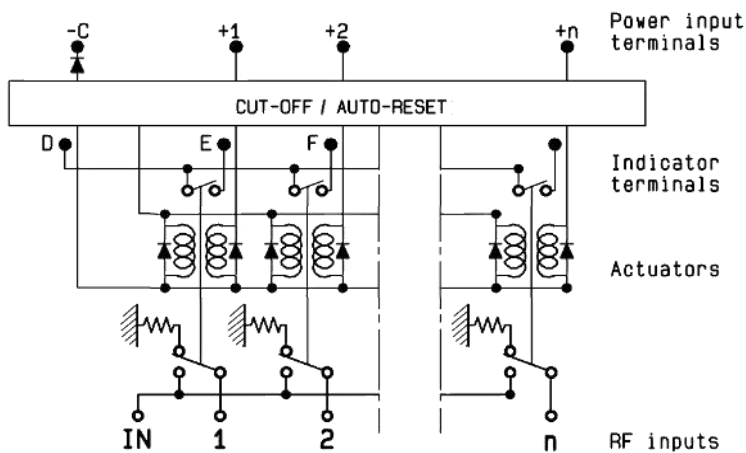 -C +1 +2 +n Power input
terminals
CUT-OFF / AUTO-RESET
D E F Indicator
terminals
Actuators
IN 1 2 n RF inputs